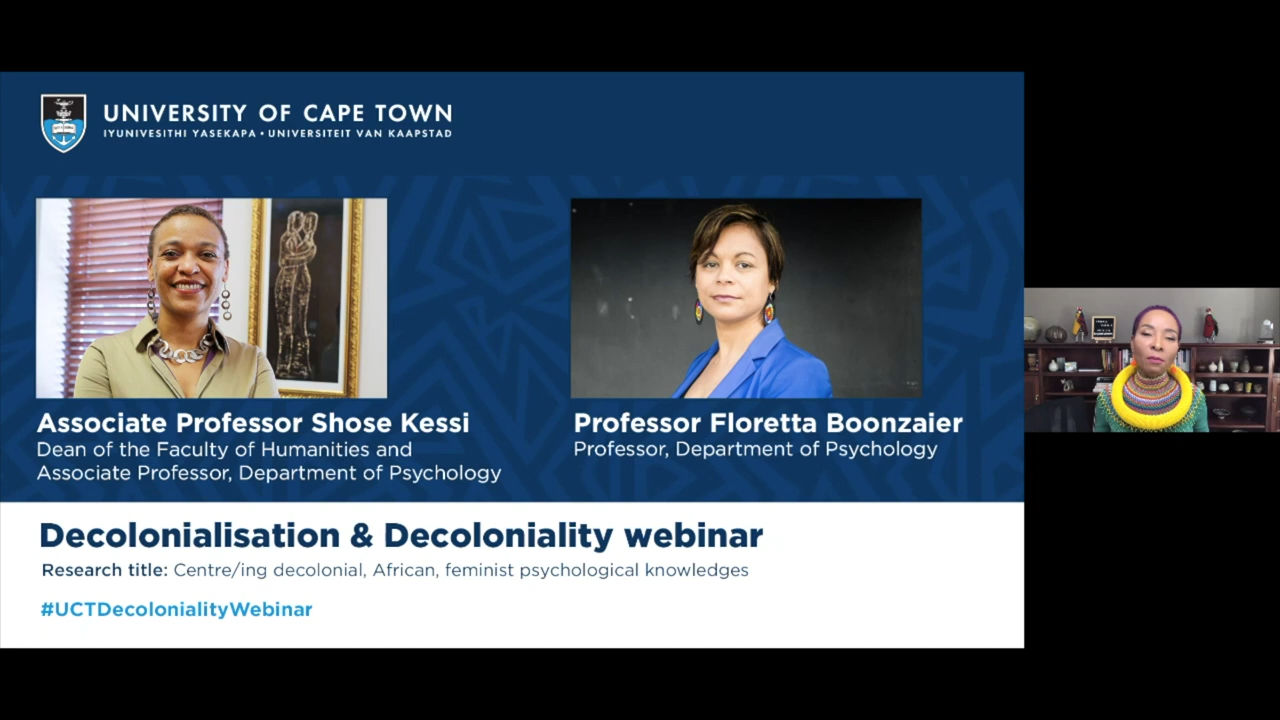 UNIVERSITY OF CAPE TOWN
IYUNIVESITHI YASEKAPA • UNIVERSITEIT VAN KAAPSTAD
Associate Professor Shose Kessi
Dean of the Faculty of Humanities and
Associate Professor, Department of Psychology
Professor Floretta Boonzaier
Professor, Department of Psychology
Decolonialisation & Decoloniality webinar
Research title: Centre/ing decolonial, African, feminist psychological knowledges
#UCTDecolonialityWebinar